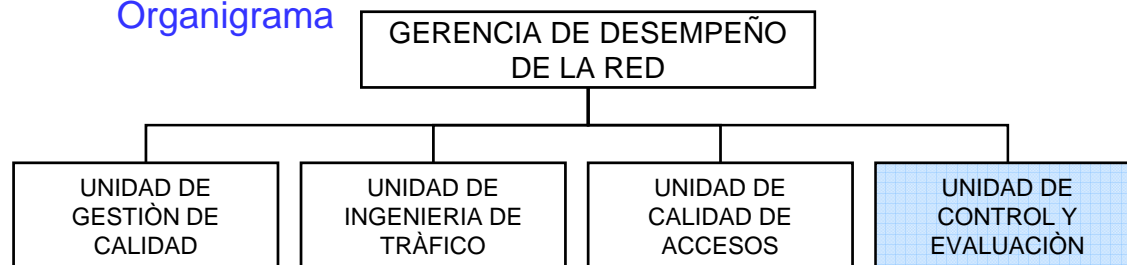 Organigrama
GERENCIA DE DESEMPEÑO
DE LA RED
UNIDAD DE
GESTIÒN DE
CALIDAD
UNIDAD DE
INGENIERIA DE
TRÀFICO
UNIDAD DE
CALIDAD DE
ACCESOS
UNIDAD DE
CONTROL Y
EVALUACIÒN